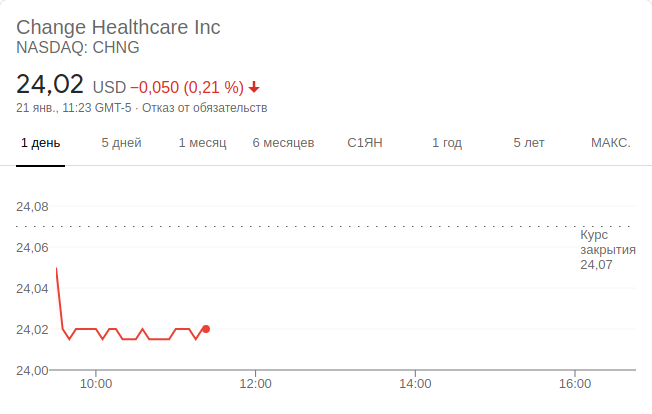 Change Healthcare Inc
NASDAQ: CHNG
24,02 USD −0,050 (0,21 %)
21 янв., 11:23 GMT-5 · Отказ от обязательств
1 день 5 дней 1 месяц 6 месяцев С1ЯН 1 год 5 лет МАКС.
24,08
Курс
закрытия
24,07
24,06
24,04
24,02
24,00
10:00 12:00 14:00 16:00